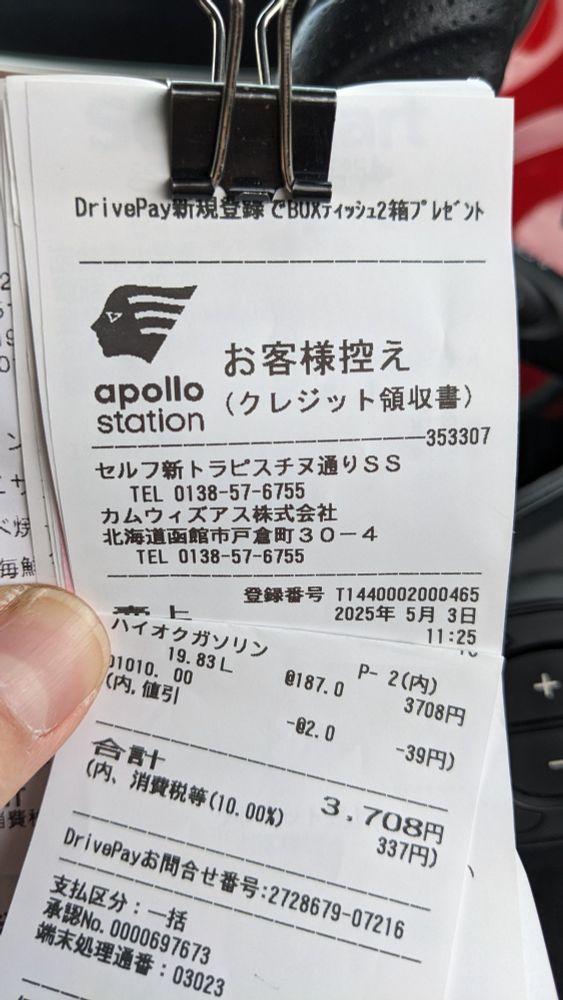 DrivePay新規登録でBOXティッシュ2箱プレゼント
apollo
station
お客様控え
(クレジット領収書)
353307
セルフ新トラピスチヌ通りSS
TEL 0138-57-6755
カムウィズアス株式会社
北海道函館市戸倉町30-4
TEL 0138-57-6755
登録番号 T1440002000465
2025年 5月 3日
11:25
ハイオクガソリン
19.83L @187.0 P- 2(内)
01010. 00 3708円
(内,値引 -@2.0 -39円)
合計 3,708円
(内、消費税等(10.00%) 337円)
DrivePayお問合せ番号:2728679-07216
支払区分:一括
承認No.0000697673
端末処理通番:03023